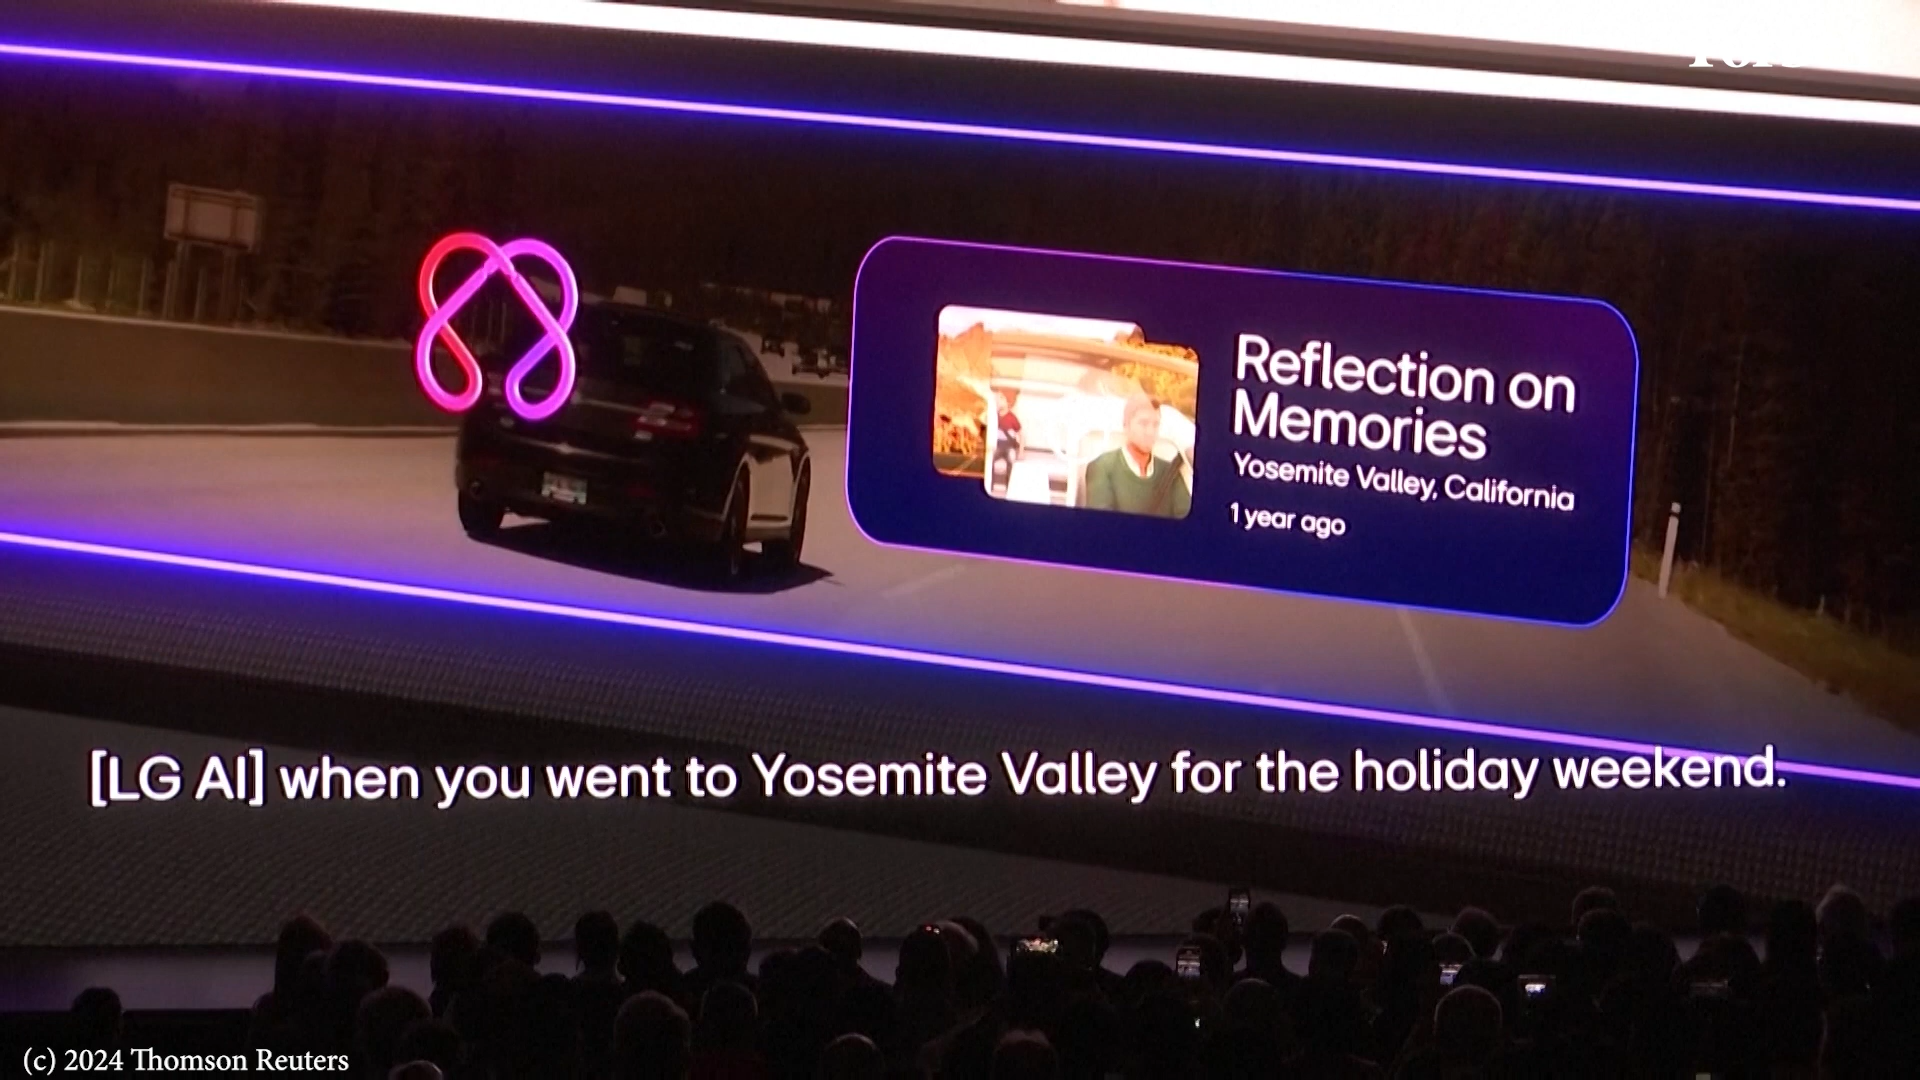 Reflection on
Memories
Yosemite Valley, California
1 year ago
[LG AI] when you went to Yosemite Valley for the holiday weekend.
(c) 2024 Thomson Reuters